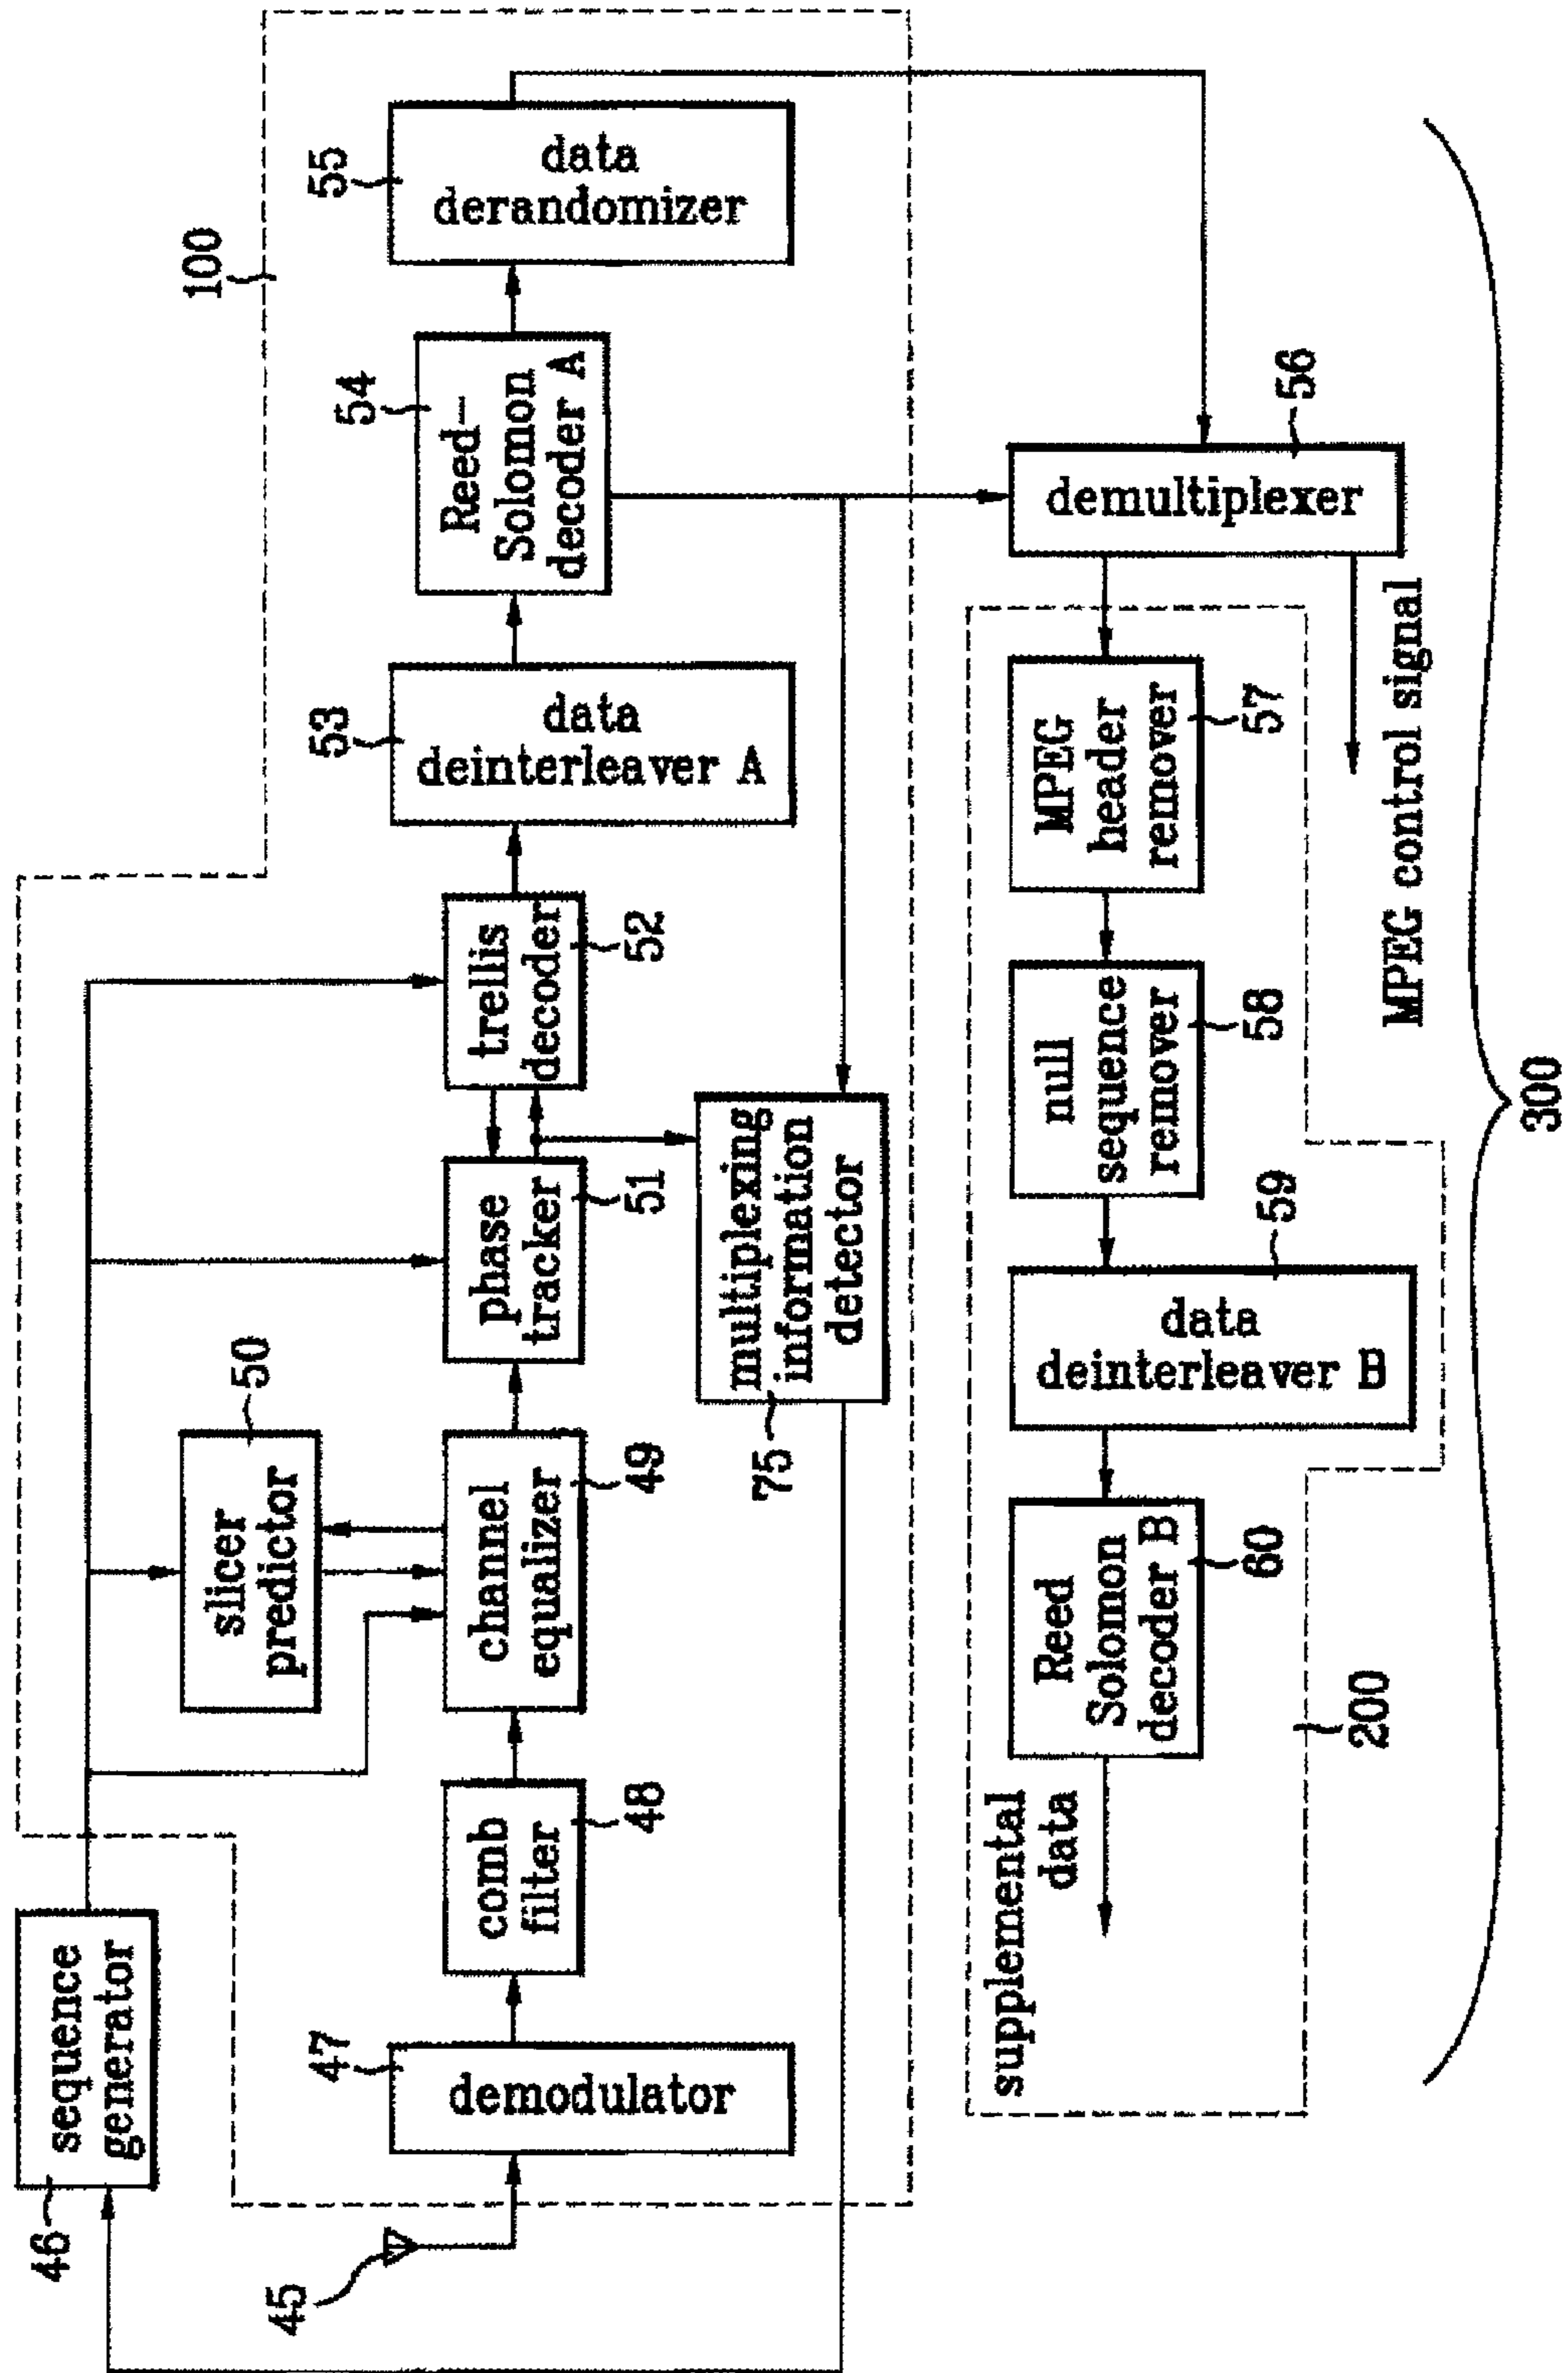 46
sequence
generator
45
47
demodulator
comb
filter
48
slicer
predictor
50
channel
equalizer
49
phase
tracker
51
trellis
decoder
52
53
data
deinterleaver A
54
Reed-
Solomon
decoder A
55
data
derandomizer
100
75
multiplexing
information
detector
demultiplexer
56
MPEG
header
remover
57
null
sequence
remover
58
data
deinterleaver B
59
Reed
Solomon
decoder B
60
supplemental
data
200
MPEG control signal
300